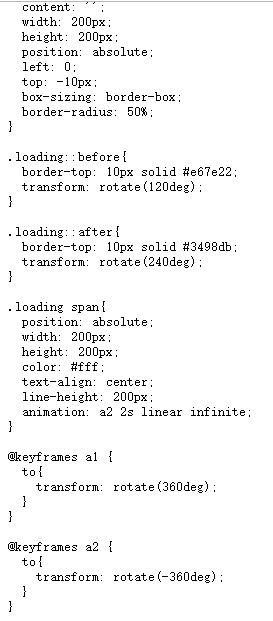 content: '';
  width: 200px;
  height: 200px;
  position: absolute;
  left: 0;
  top: -10px;
  box-sizing: border-box;
  border-radius: 50%;
}

.loading::before{
  border-top: 10px solid #e67e22;
  transform: rotate(120deg);
}

.loading::after{
  border-top: 10px solid #3498db;
  transform: rotate(240deg);
}

.loading span{
  position: absolute;
  width: 200px;
  height: 200px;
  color: #fff;
  text-align: center;
  line-height: 200px;
  animation: a2 2s linear infinite;
}

@keyframes a1 {
  to{
    transform: rotate(360deg);
  }
}

@keyframes a2 {
  to{
    transform: rotate(-360deg);
  }
}